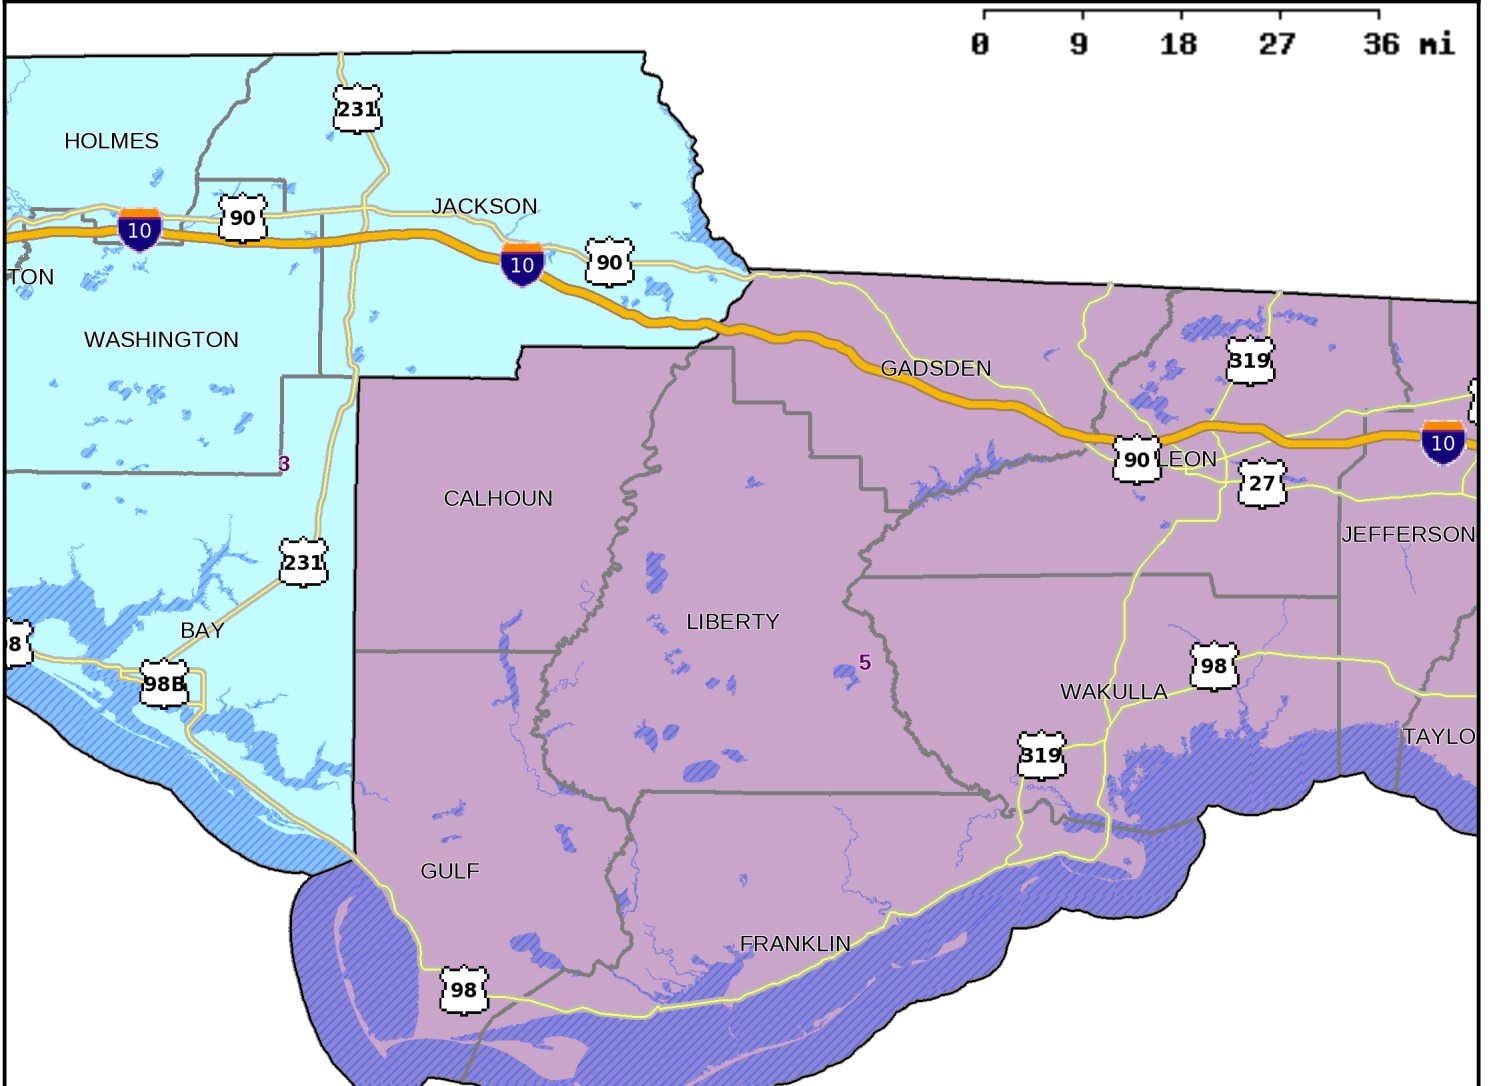 0 9 18 27 36 mi
231
HOLMES
JACKSON
90
10
10
90
TON
WASHINGTON
319
GADSDEN
10
90
LEON
3
27
CALHOUN
JEFFERSON
231
LIBERTY
BAY
8
5
98
98B
WAKULLA
TAYLO
319
GULF
FRANKLIN
98